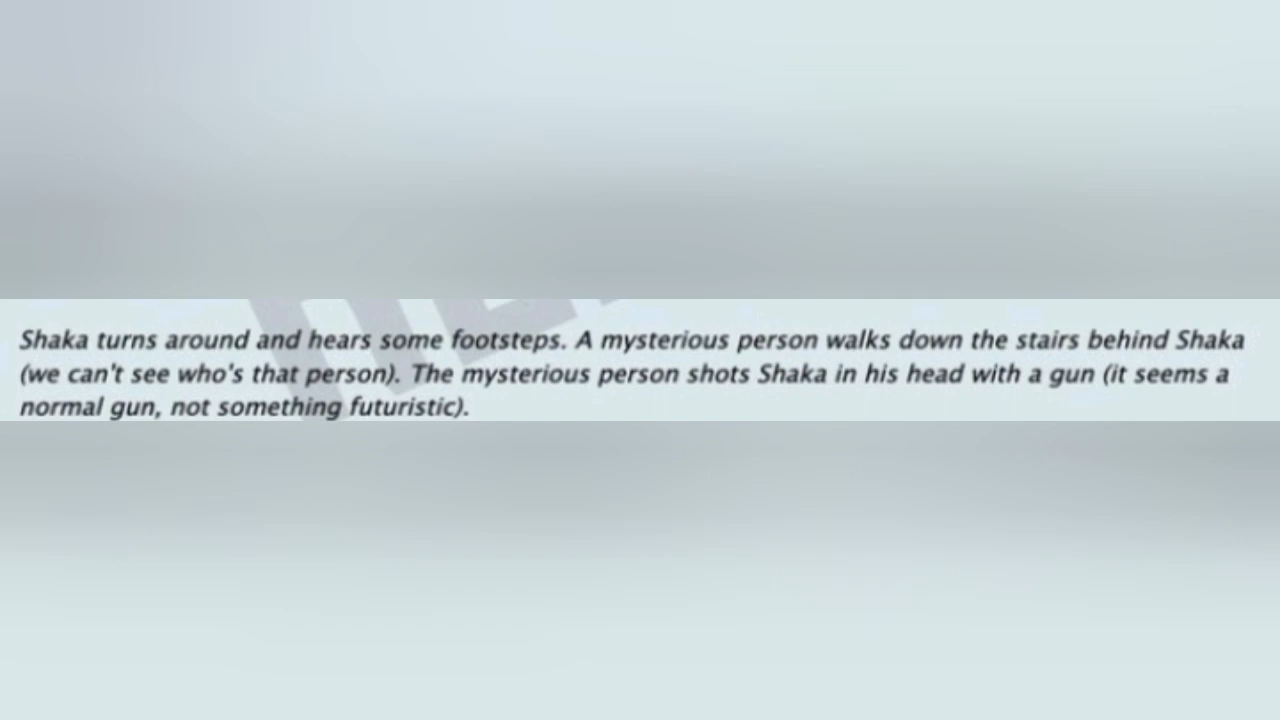 Shaka turns around and hears some footsteps. A mysterious person walks down the stairs behind Shaka
(we can't see who's that person). The mysterious person shots Shaka in his head with a gun (it seems a
normal gun, not something futuristic).